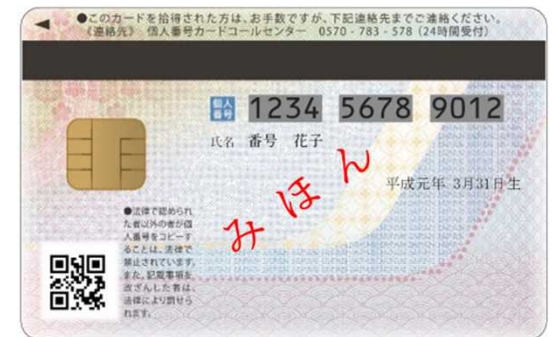 ●このカードを拾得された方は、お手数ですが、下記連絡先までご連絡ください。
《連絡先》 個人番号カードコールセンター 0570-783-578(24時間受付)
個人番号 1234 5678 9012
氏名 番号 花子
平成元年 3月31日生
みほん
●法律で認められ
た者以外の者が個
人番号をコピーす
ることは、法律で
禁止されています。
また、記載事項を
改ざんした者は、
法律により罰せら
れます。